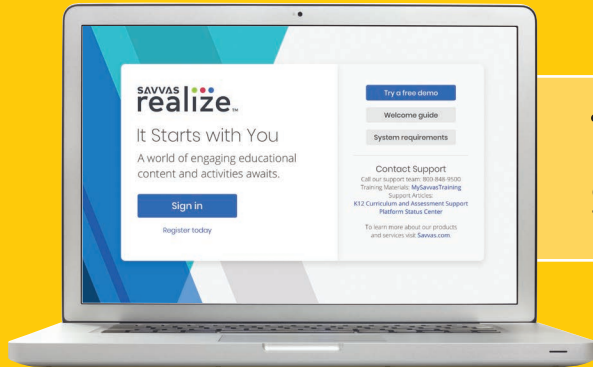 SAVVAS
realize™
It Starts with You
A world of engaging educational
content and activities awaits.
Sign in
Register today
Try a free demo
Welcome guide
System requirements
Contact Support
Call our support team: 800-848-9500
Training Materials: MySavvasTraining
Support Articles:
K12 Curriculum and Assessment Support
Platform Status Center
To learn more about our products
and services visit Savvas.com.